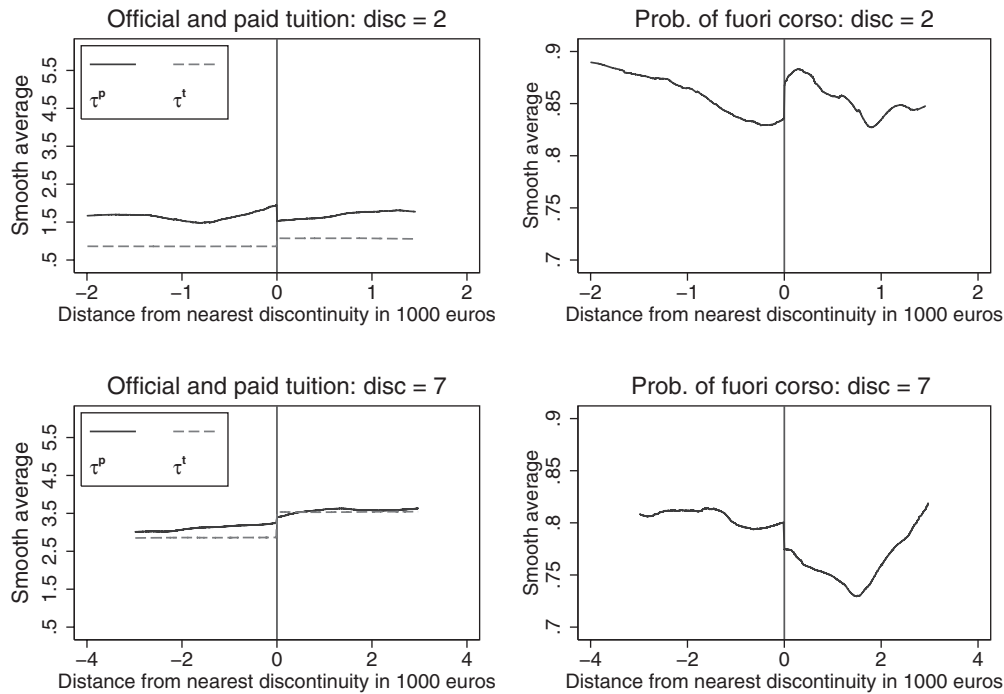 Official and paid tuition: disc = 2
Smooth average
5.5
4.5
3.5
2.5
1.5
.5
τᵖ
τᵗ
−2
−1
0
1
2
Distance from nearest discontinuity in 1000 euros
Prob. of fuori corso: disc = 2
Smooth average
.9
.85
.8
.75
.7
−2
−1
0
1
2
Distance from nearest discontinuity in 1000 euros
Official and paid tuition: disc = 7
Smooth average
5.5
4.5
3.5
2.5
1.5
.5
τᵖ
τᵗ
−4
−2
0
2
4
Distance from nearest discontinuity in 1000 euros
Prob. of fuori corso: disc = 7
Smooth average
.9
.85
.8
.75
.7
−4
−2
0
2
4
Distance from nearest discontinuity in 1000 euros